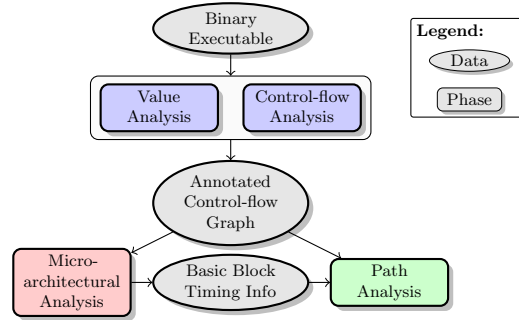 Binary
Executable
Legend:
Data
Phase
Value
Analysis
Control-flow
Analysis
Annotated
Control-flow
Graph
Micro-
architectural
Analysis
Basic Block
Timing Info
Path
Analysis